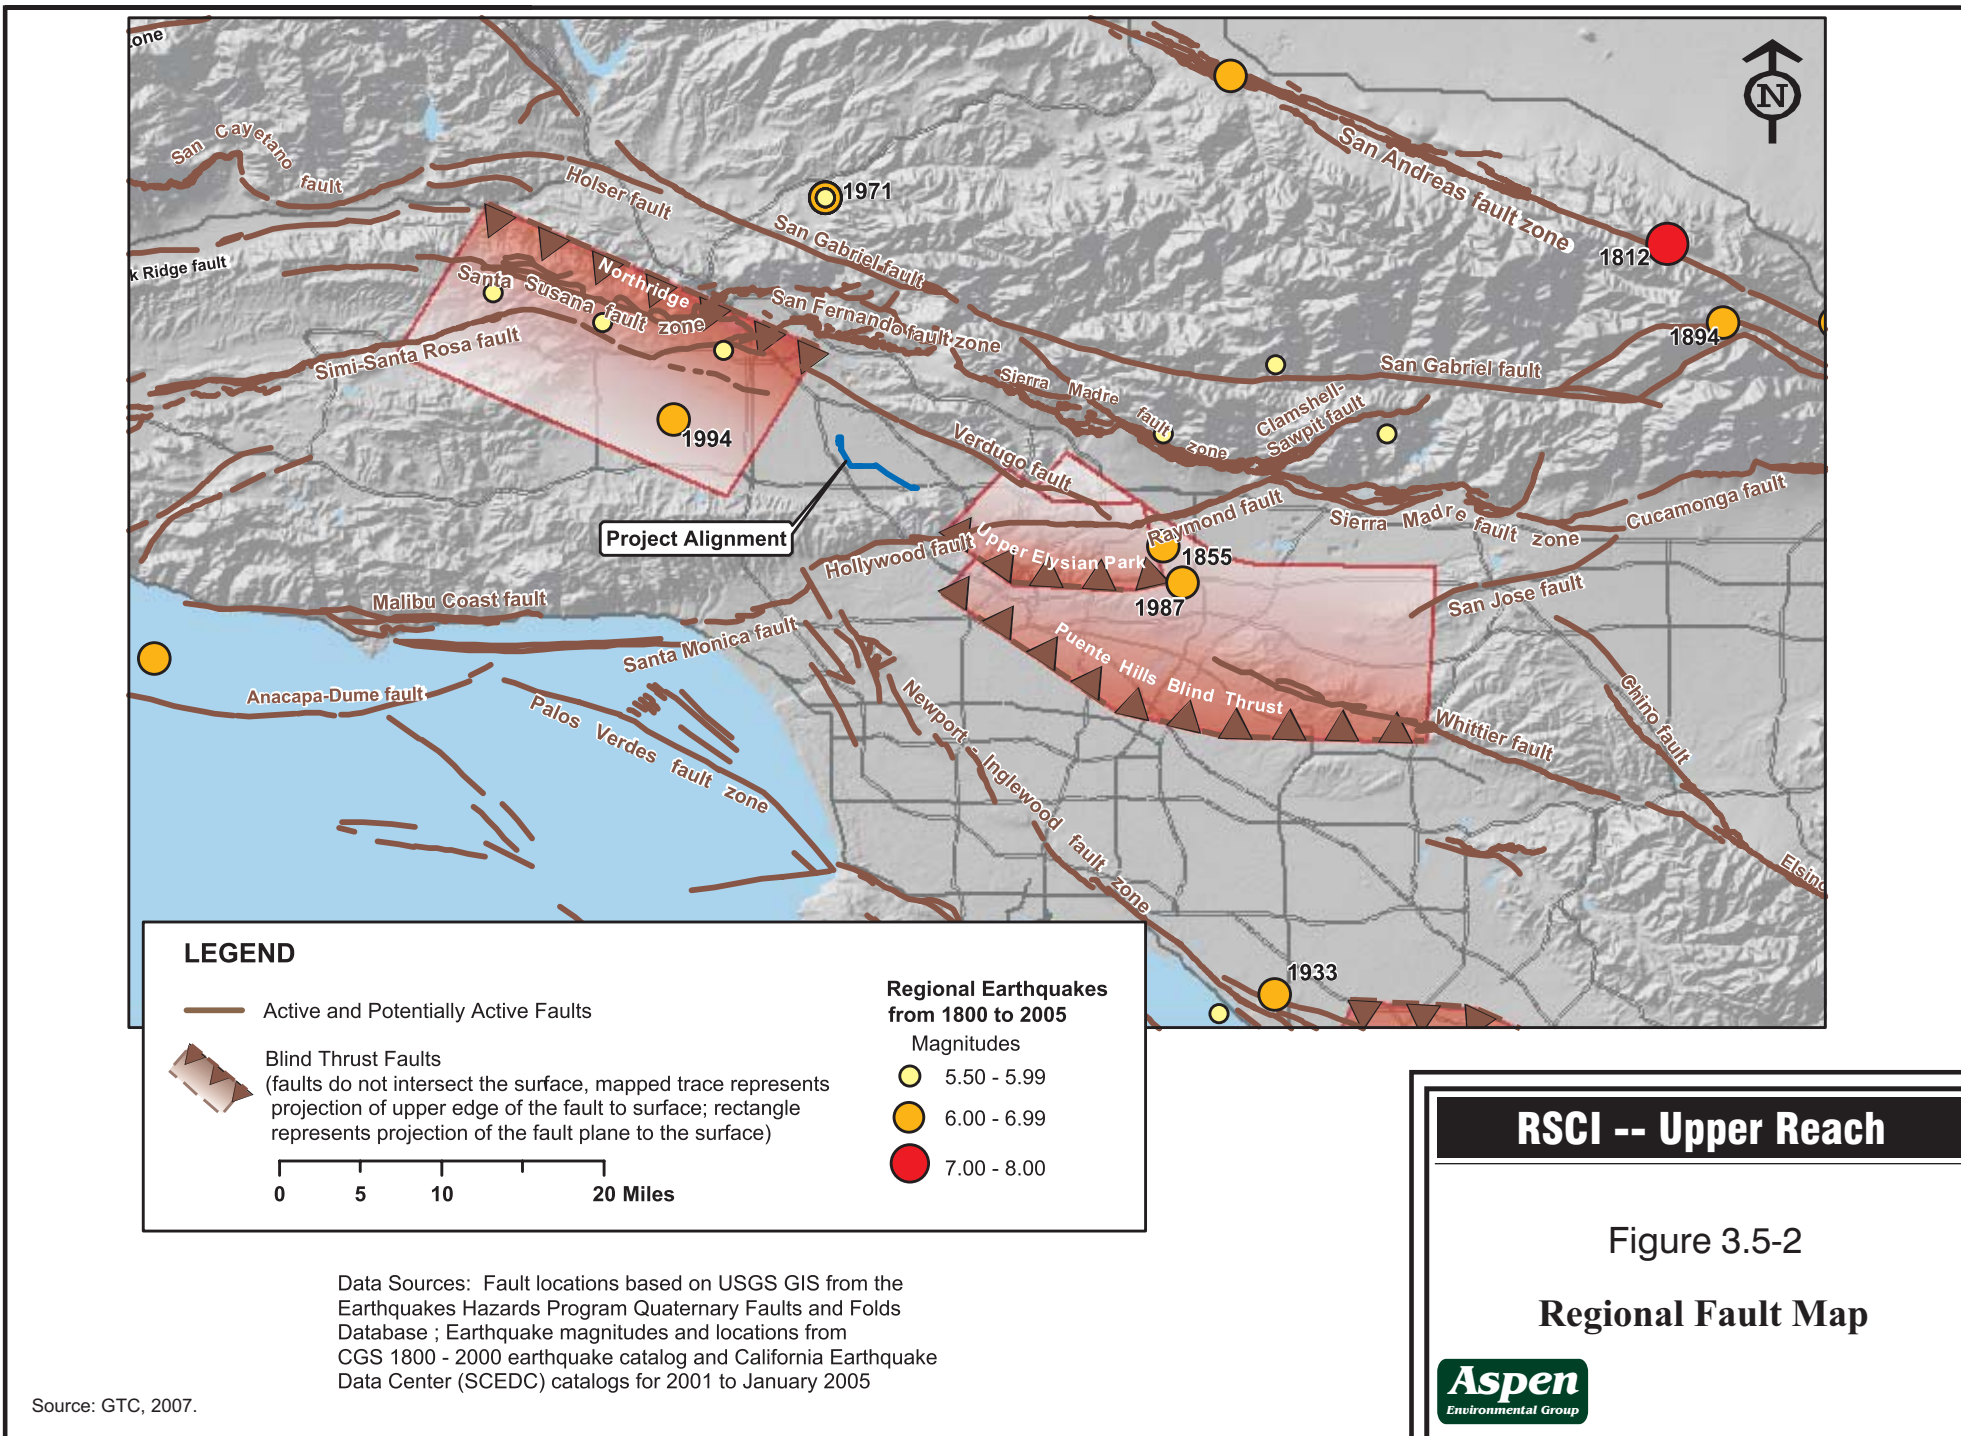 zone
San Cayetano fault
Holser fault
1971
San Gabriel fault
San Andreas fault zone
N
1812
1894
k Ridge fault
Northridge
Santa Susana fault zone
San Fernando fault zone
Simi-Santa Rosa fault
1994
Sierra Madre fault zone
San Gabriel fault
Clamshell-
Sawpit fault
Verdugo fault
Project Alignment
Hollywood fault
Upper Elysian Park
Raymond fault
1855
1987
Sierra Madre fault zone
Cucamonga fault
San Jose fault
Malibu Coast fault
Santa Monica fault
Anacapa-Dume fault
Palos Verdes fault zone
Newport - Inglewood fault zone
Puente Hills Blind Thrust
Whittier fault
Chino fault
Elsino
1933
LEGEND
Active and Potentially Active Faults
Blind Thrust Faults
(faults do not intersect the surface, mapped trace represents
projection of upper edge of the fault to surface; rectangle
represents projection of the fault plane to the surface)
0 5 10 20 Miles
Regional Earthquakes
from 1800 to 2005
Magnitudes
5.50 - 5.99
6.00 - 6.99
7.00 - 8.00
Data Sources: Fault locations based on USGS GIS from the
Earthquakes Hazards Program Quaternary Faults and Folds
Database ; Earthquake magnitudes and locations from
CGS 1800 - 2000 earthquake catalog and California Earthquake
Data Center (SCEDC) catalogs for 2001 to January 2005
Source: GTC, 2007.
RSCI -- Upper Reach
Figure 3.5-2
Regional Fault Map
Aspen
Environmental Group